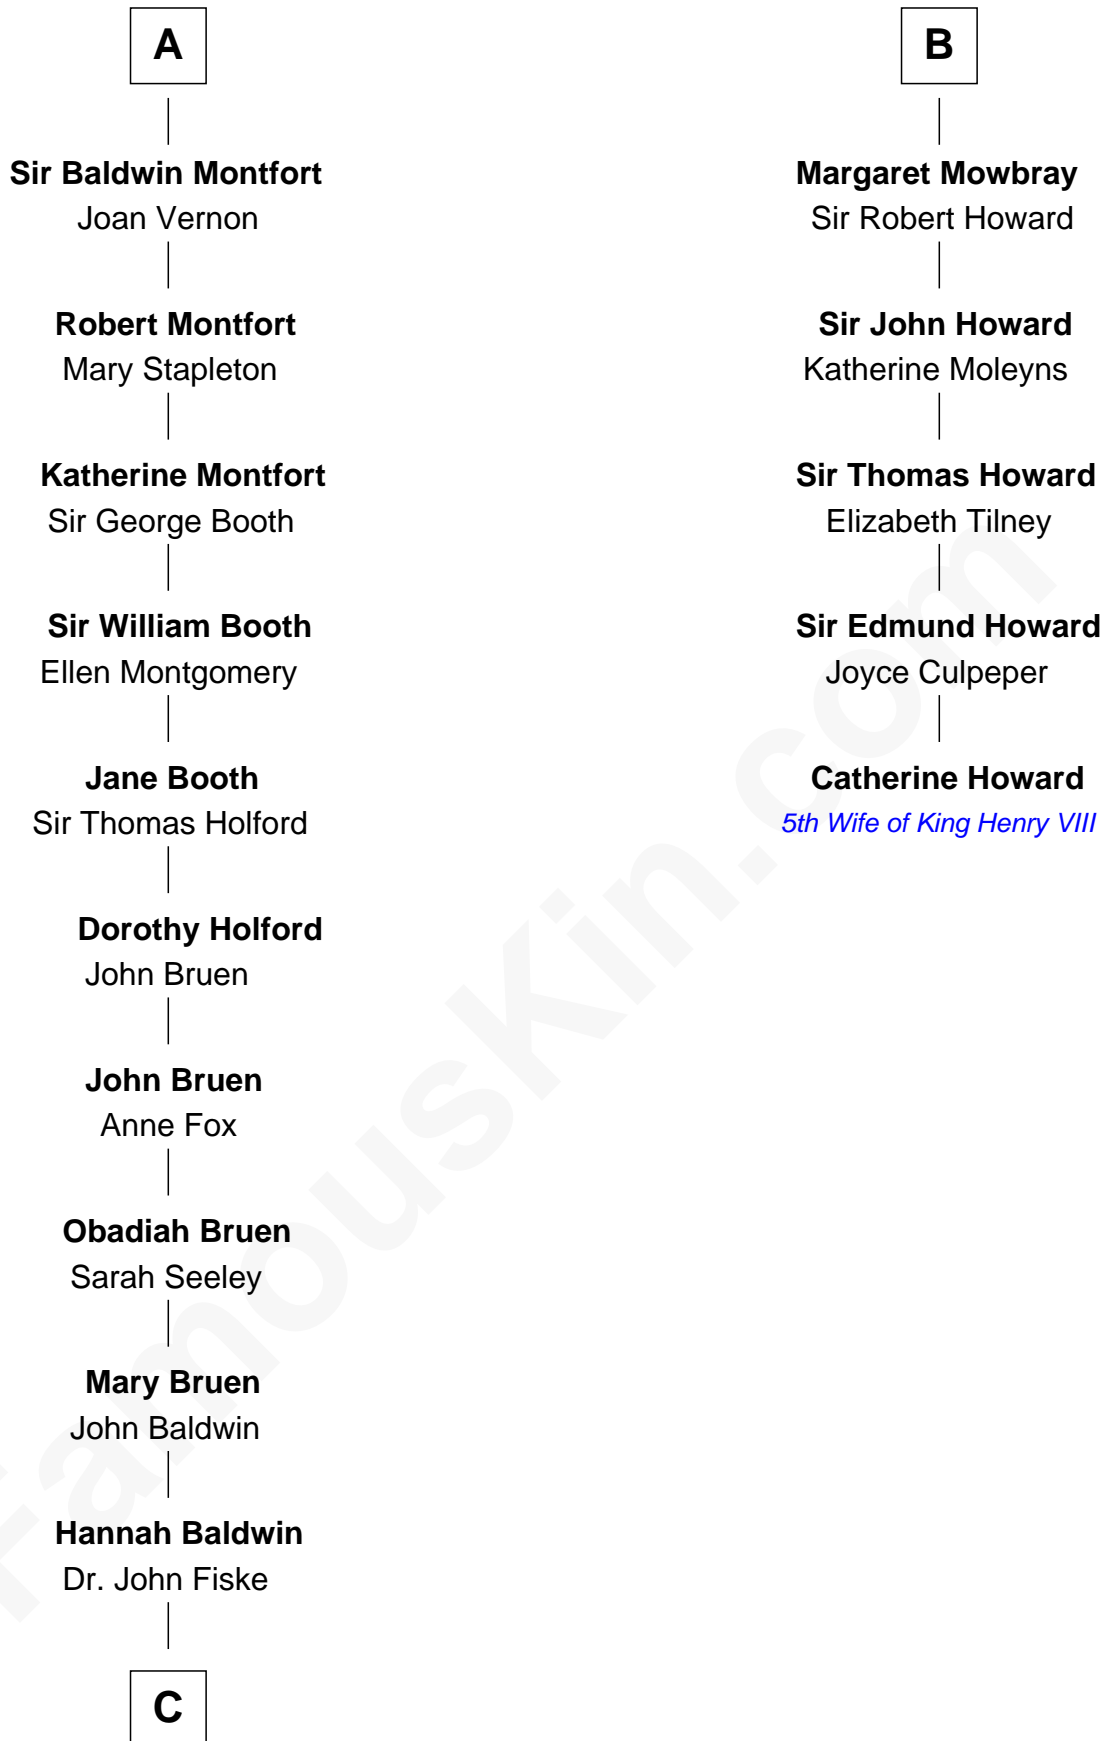 A
Sir Baldwin Montfort
Joan Vernon
Robert Montfort
Mary Stapleton
Katherine Montfort
Sir George Booth
Sir William Booth
Ellen Montgomery
Jane Booth
Sir Thomas Holford
Dorothy Holford
John Bruen
John Bruen
Anne Fox
Obadiah Bruen
Sarah Seeley
Mary Bruen
John Baldwin
Hannah Baldwin
Dr. John Fiske
C
B
Margaret Mowbray
Sir Robert Howard
Sir John Howard
Katherine Moleyns
Sir Thomas Howard
Elizabeth Tilney
Sir Edmund Howard
Joyce Culpeper
Catherine Howard
5th Wife of King Henry VIII
FamousKin.com